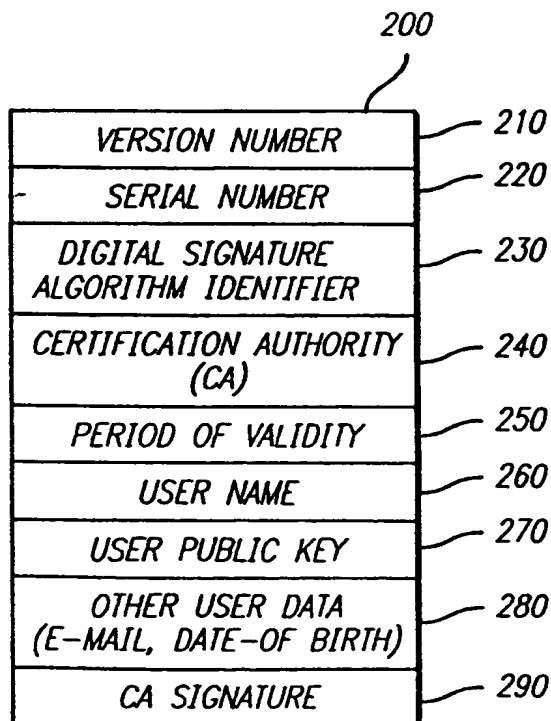 200
VERSION NUMBER 210
SERIAL NUMBER 220
DIGITAL SIGNATURE
ALGORITHM IDENTIFIER 230
CERTIFICATION AUTHORITY
(CA) 240
PERIOD OF VALIDITY 250
USER NAME 260
USER PUBLIC KEY 270
OTHER USER DATA
(E-MAIL, DATE-OF BIRTH) 280
CA SIGNATURE 290